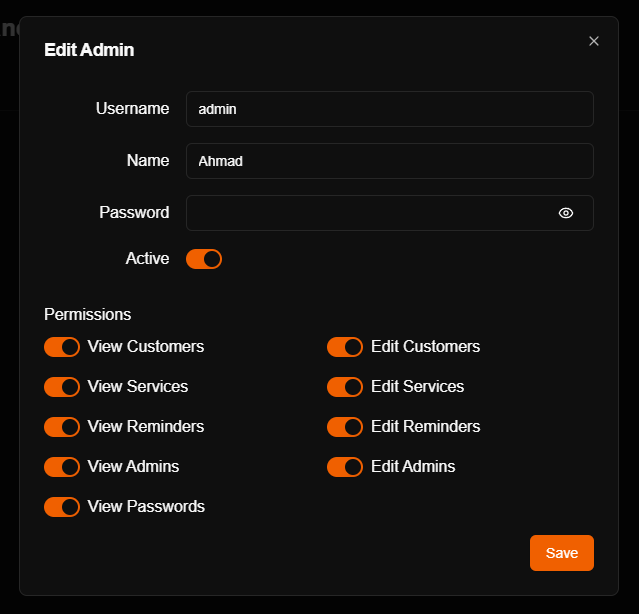 Edit Admin
Username admin
Name Ahmad
Password
Active
Permissions
View Customers Edit Customers
View Services Edit Services
View Reminders Edit Reminders
View Admins Edit Admins
View Passwords
Save